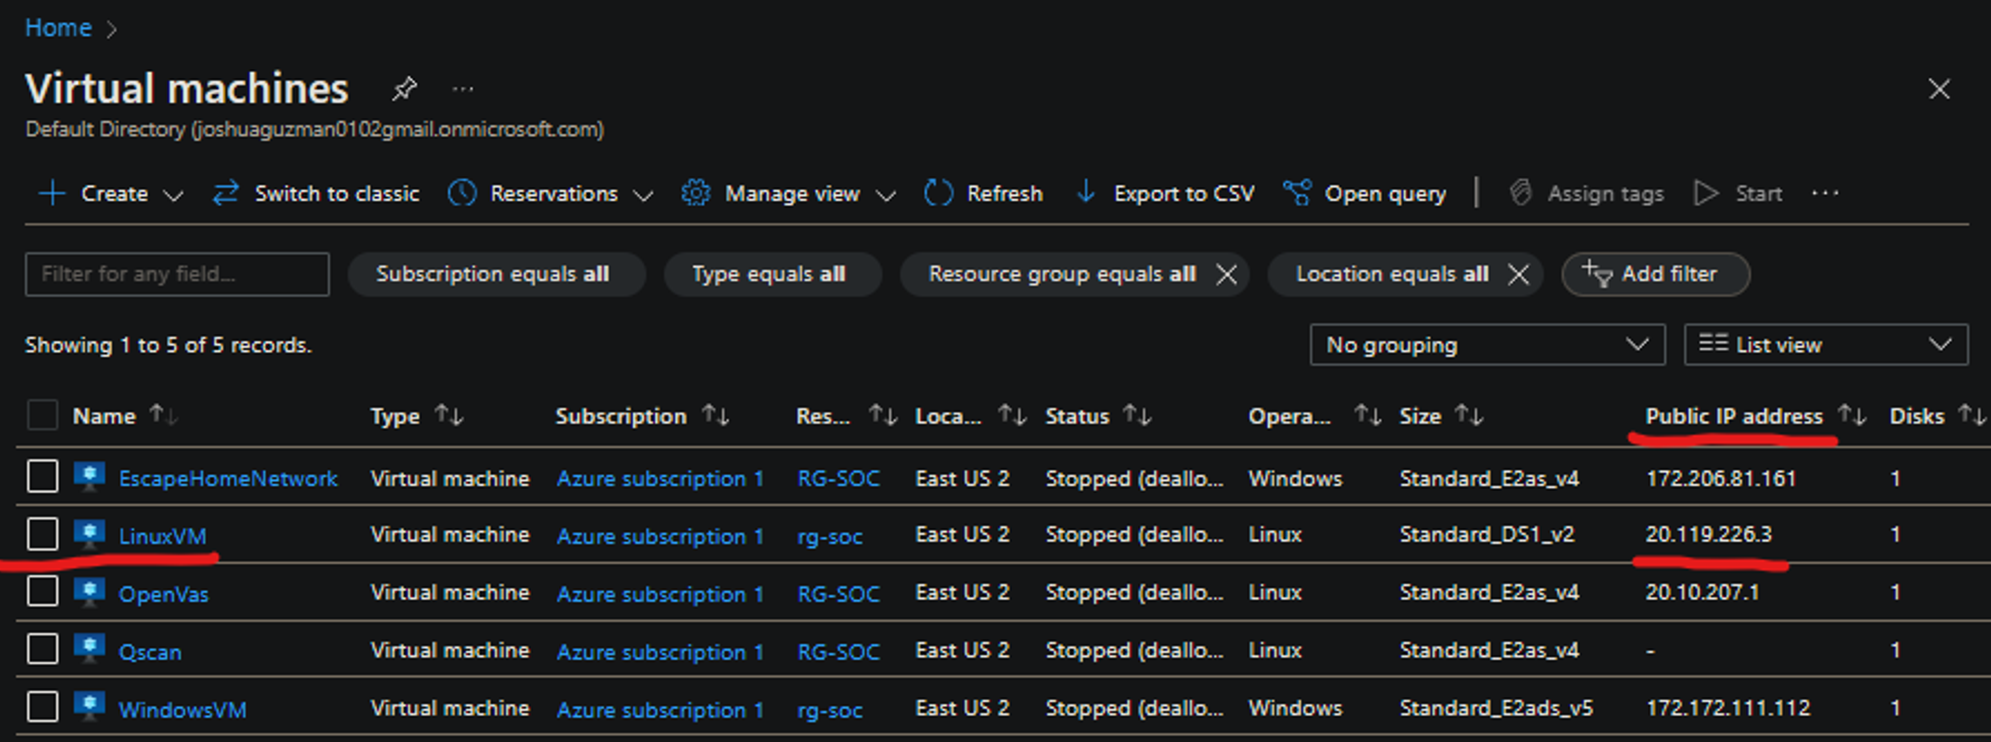 Home >
Virtual machines ...
Default Directory (joshuaguzman0102gmail.onmicrosoft.com)
+ Create Switch to classic Reservations Manage view Refresh Export to CSV Open query | Assign tags Start ...
Filter for any field... Subscription equals all Type equals all Resource group equals all Location equals all Add filter
Showing 1 to 5 of 5 records. No grouping List view
Name Type Subscription Res... Loca... Status Opera... Size Public IP address Disks
EscapeHomeNetwork Virtual machine Azure subscription 1 RG-SOC East US 2 Stopped (deallo... Windows Standard_E2as_v4 172.206.81.161 1
LinuxVM Virtual machine Azure subscription 1 rg-soc East US 2 Stopped (deallo... Linux Standard_DS1_v2 20.119.226.3 1
OpenVas Virtual machine Azure subscription 1 RG-SOC East US 2 Stopped (deallo... Linux Standard_E2as_v4 20.10.207.1 1
Qscan Virtual machine Azure subscription 1 RG-SOC East US 2 Stopped (deallo... Linux Standard_E2as_v4 - 1
WindowsVM Virtual machine Azure subscription 1 rg-soc East US 2 Stopped (deallo... Windows Standard_E2ads_v5 172.172.111.112 1